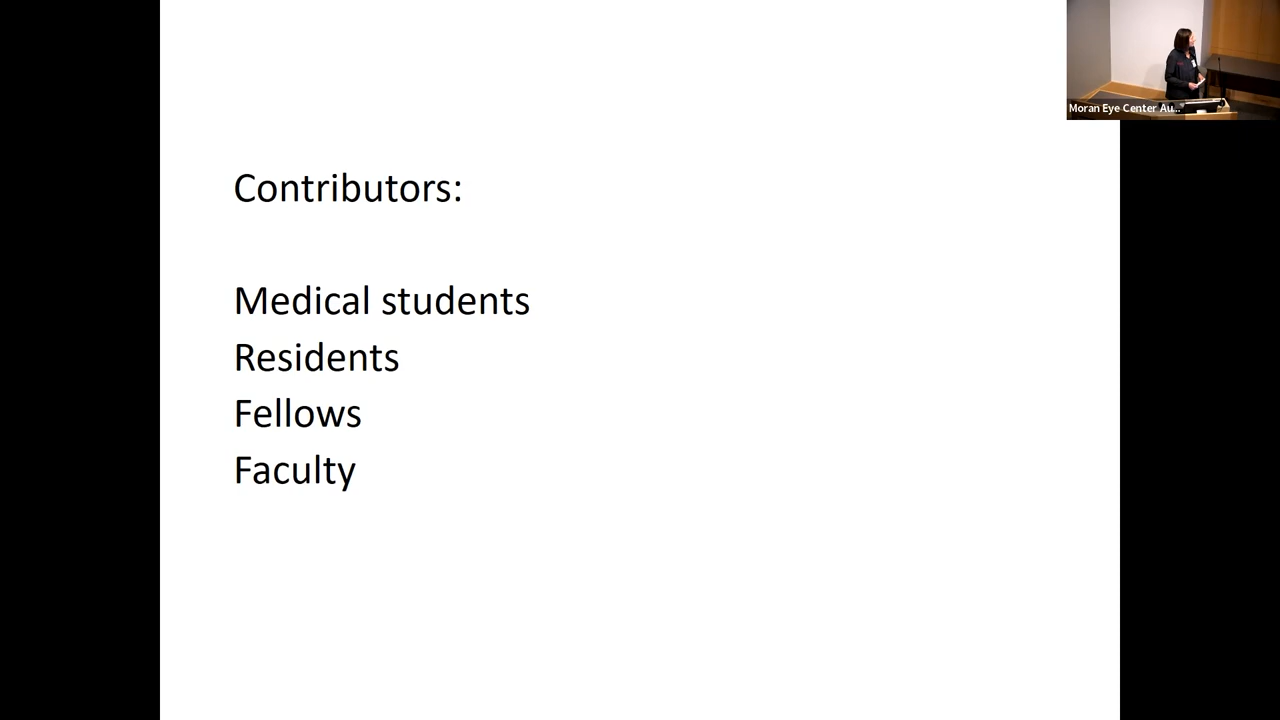 Contributors:
Medical students
Residents
Fellows
Faculty
Moran Eye Center Au...